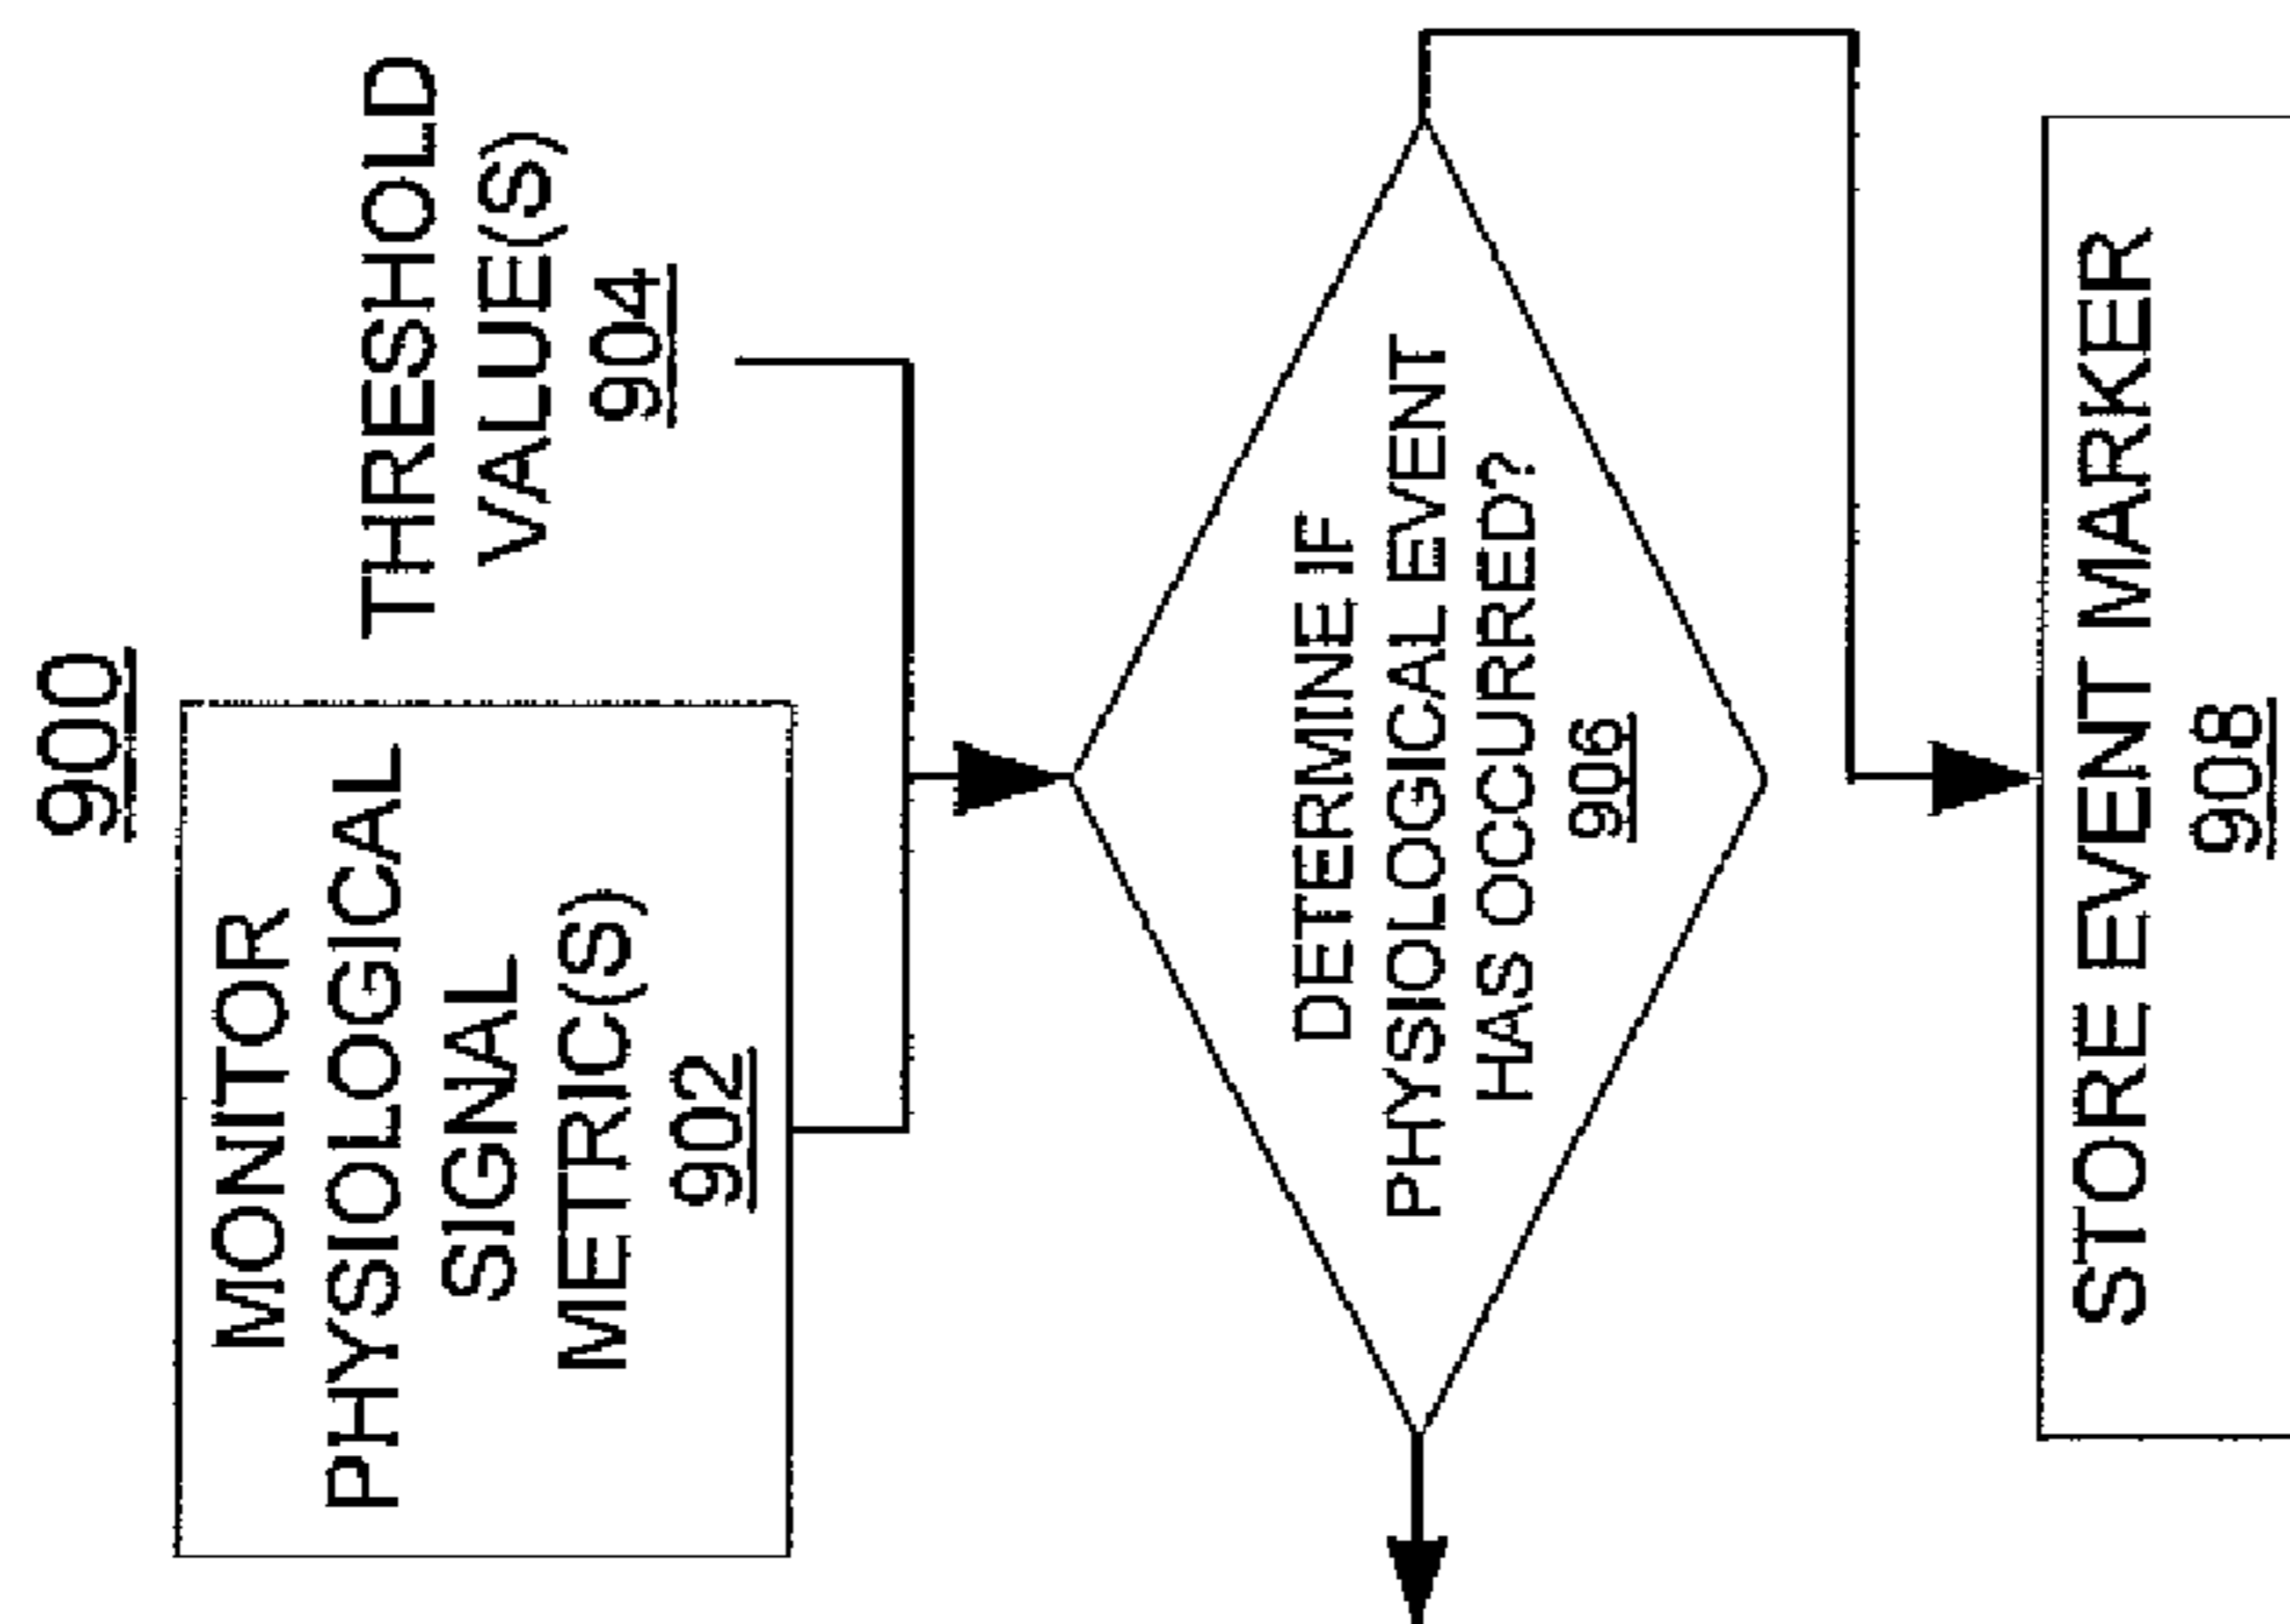 900
MONITOR
PHYSIOLOGICAL
SIGNAL
METRIC(S)
902
THRESHOLD
VALUE(S)
904
DETERMINE IF
PHYSIOLOGICAL EVENT
HAS OCCURRED?
906
STORE EVENT MARKER
908